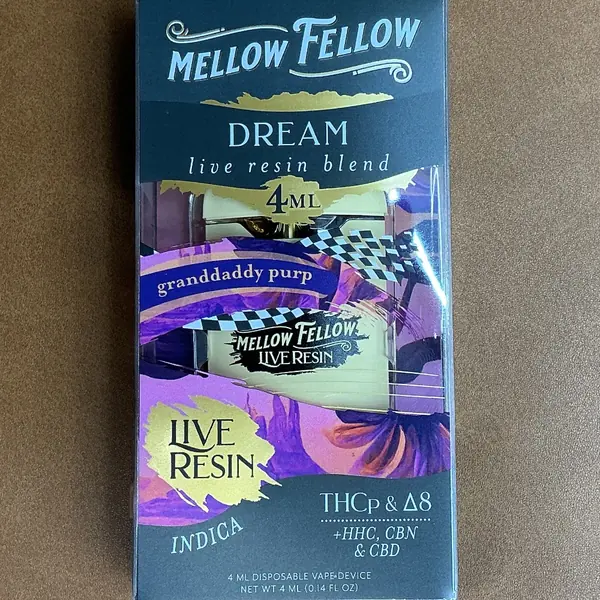 MELLOW FELLOW
DREAM
live resin blend
4ML
granddaddy purp
MELLOW FELLOW
LIVE RESIN
LIVE
RESIN
INDICA
THCp & Δ8
+HHC, CBN
& CBD
4 ML DISPOSABLE VAPE DEVICE
NET WT 4 ML (0.14 FL OZ)